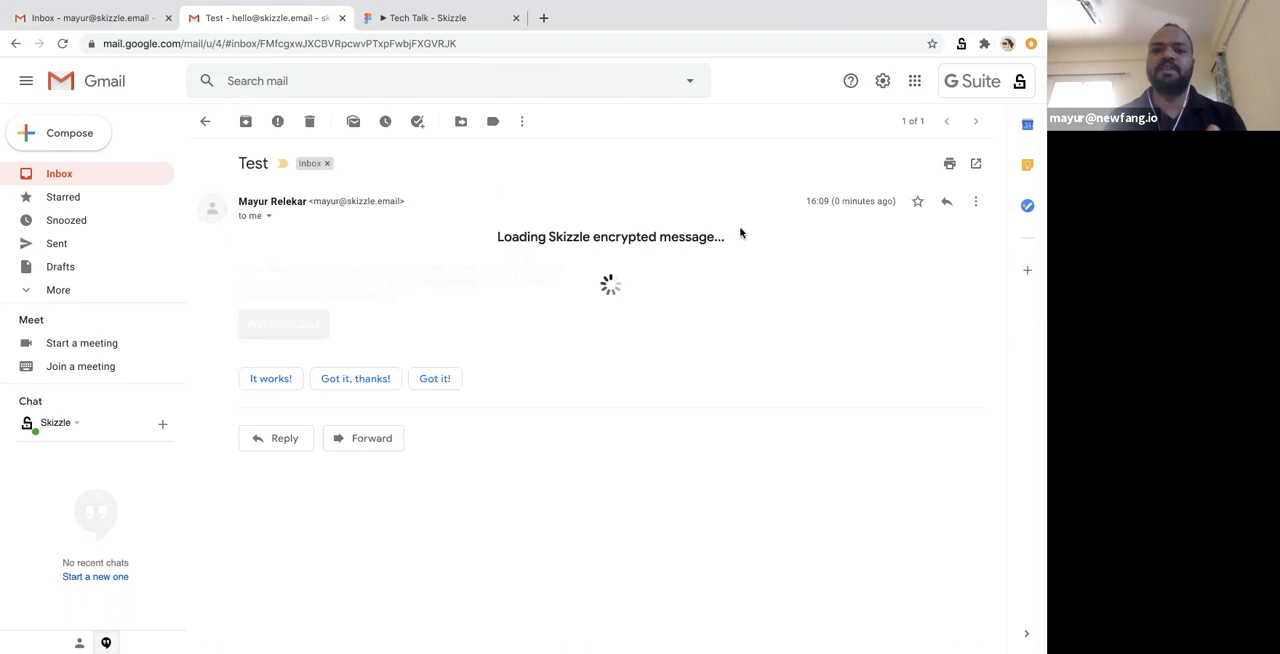 Inbox - mayur@skizzle.email -
Test - hello@skizzle.email - sk
Tech Talk - Skizzle
mail.google.com/mail/u/4/#inbox/FMfcgxwJXCBVRpcwvPTxpFwbjFXGVRJK
Gmail
Search mail
G Suite
mayur@newfang.io
Compose
1 of 1
Inbox
Starred
Snoozed
Sent
Drafts
More
Meet
Start a meeting
Join a meeting
Chat
Skizzle
No recent chats
Start a new one
Test
Inbox
Mayur Relekar <mayur@skizzle.email>
16:09 (0 minutes ago)
to me
Loading Skizzle encrypted message...
It works!
Got it, thanks!
Got it!
Reply
Forward